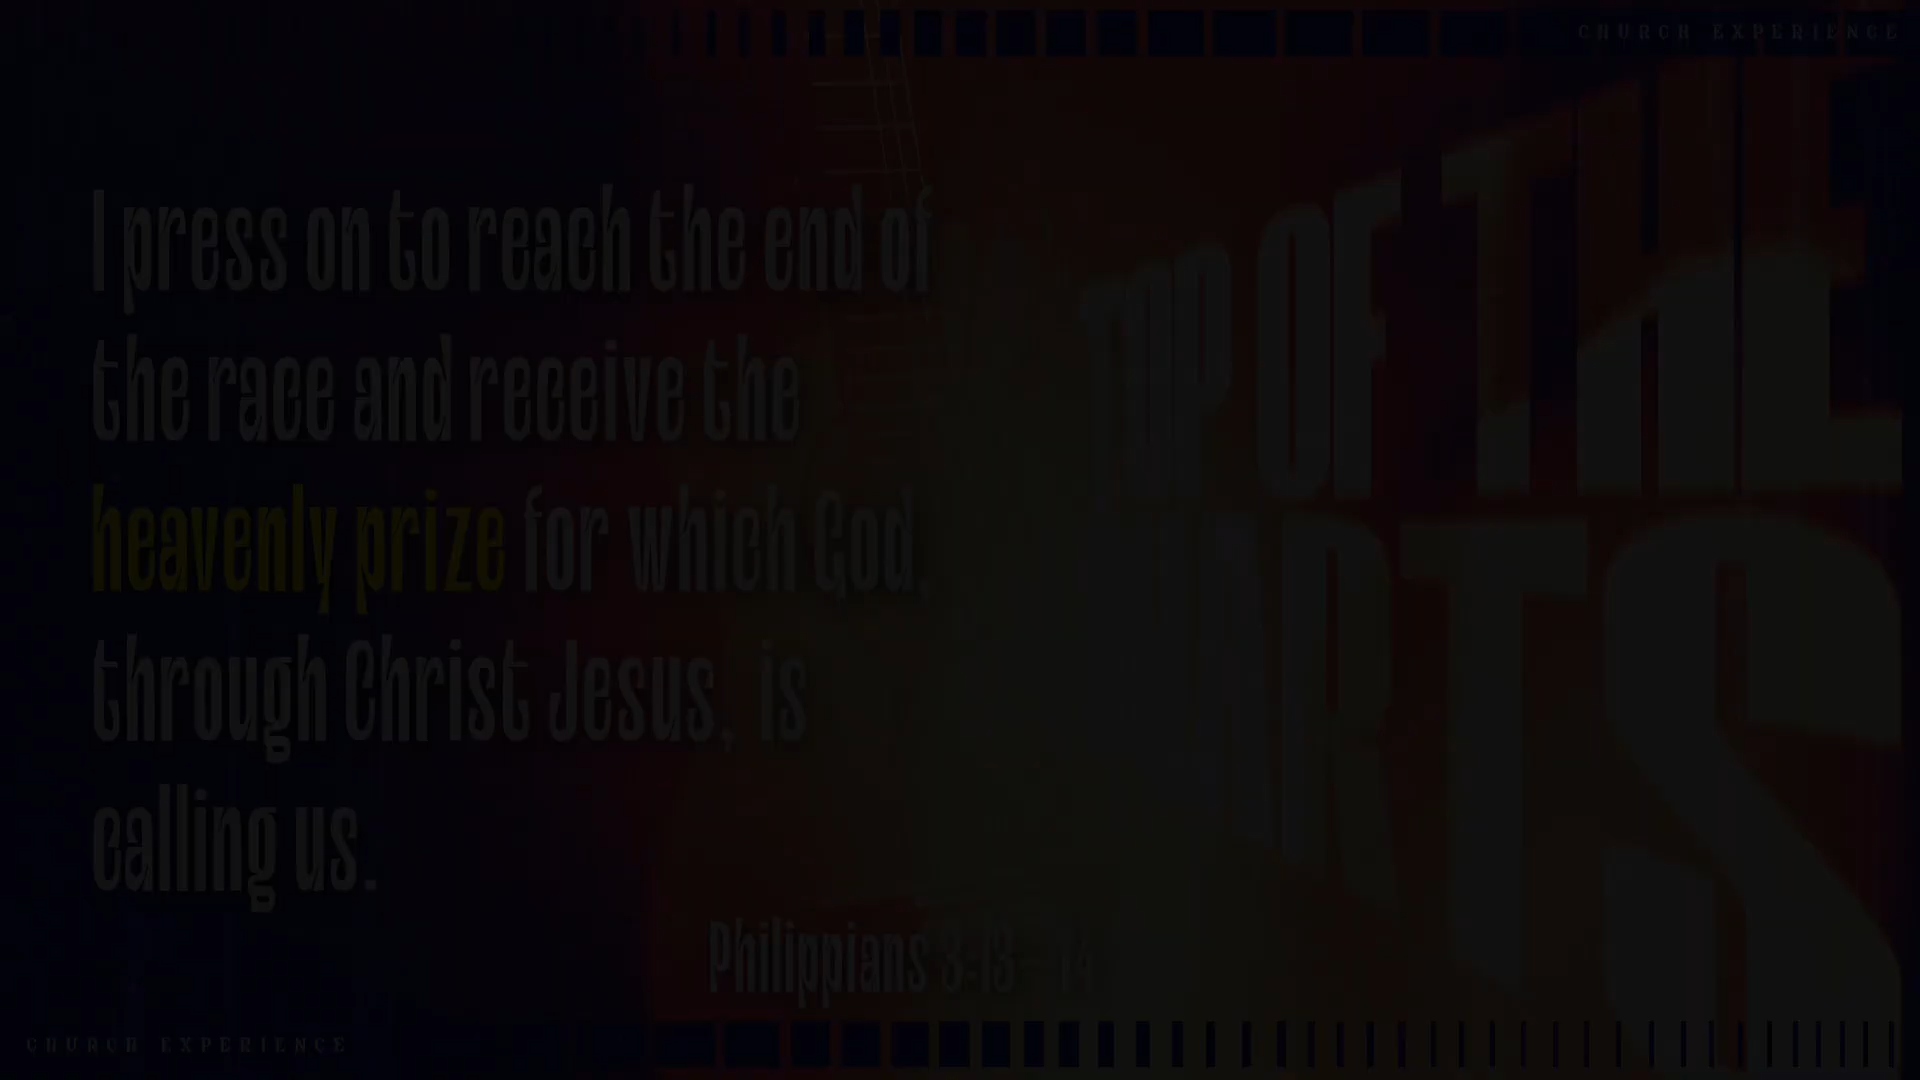 CHURCH EXPERIENCE
I press on to reach the end of
the race and receive the
heavenly prize for which God,
through Christ Jesus, is
calling us.
Philippians 3:13 - 14
TOP OF THE
CHURCH EXPERIENCE